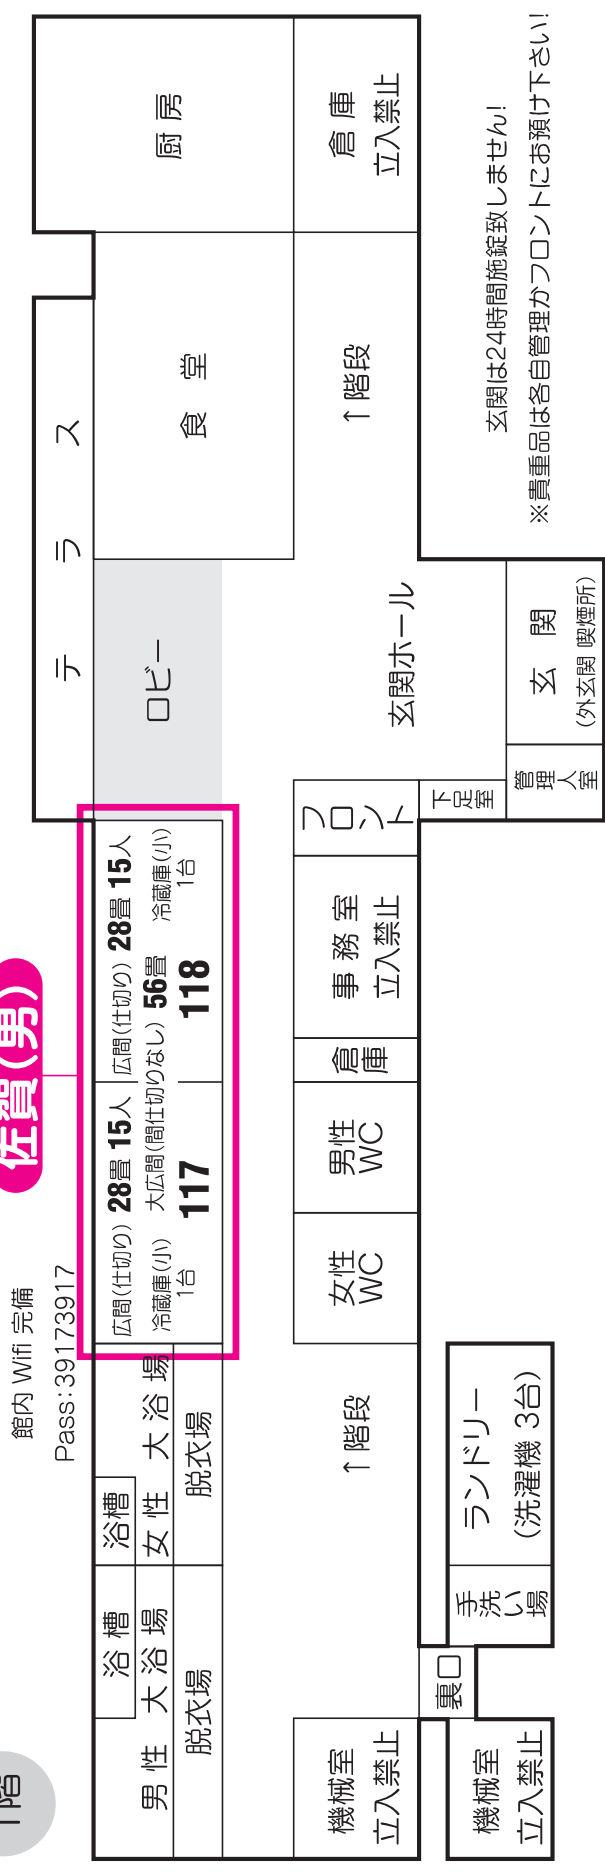 1階
館内 Wifi 完備
Pass:39173917
佐賀(男)
テラス
男性 大浴場
浴槽
脱衣場
女性 大浴場
浴槽
脱衣場
広間(仕切り) 28畳 15人
冷蔵庫(小)
1台
117
大広間(間仕切りなし) 56畳
広間(仕切り) 28畳 15人
冷蔵庫(小)
1台
118
ロビー
食堂
厨房
倉庫
立入禁止
↑階段
玄関ホール
フロント
事務室
立入禁止
倉庫
男性
WC
女性
WC
↑階段
機械室
立入禁止
裏口
機械室
立入禁止
手洗い場
ランドリー
(洗濯機 3台)
下足室
管理人室
玄関
(外玄関 喫煙所)
玄関は24時間施錠致しません!
※貴重品は各自管理かフロントにお預け下さい!